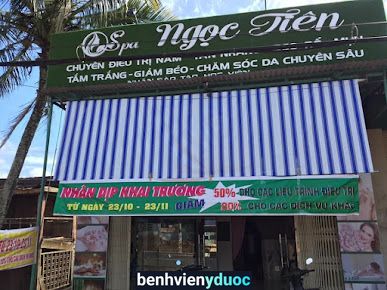 Spa Ngọc Tiên
CHUYÊN ĐIỀU TRỊ NÁM
TẮM TRẮNG-GIẢM BÉO-CHĂM SÓC DA CHUYÊN SÂU
NHÂN DỊP KHAI TRƯƠNG
TỪ NGÀY 23/10 - 23/11
GIẢM
50% CHO CÁC LIỆU TRÌNH ĐIỀU TRỊ
CHO CÁC DỊCH VỤ KHÁC
benhvienyduoc